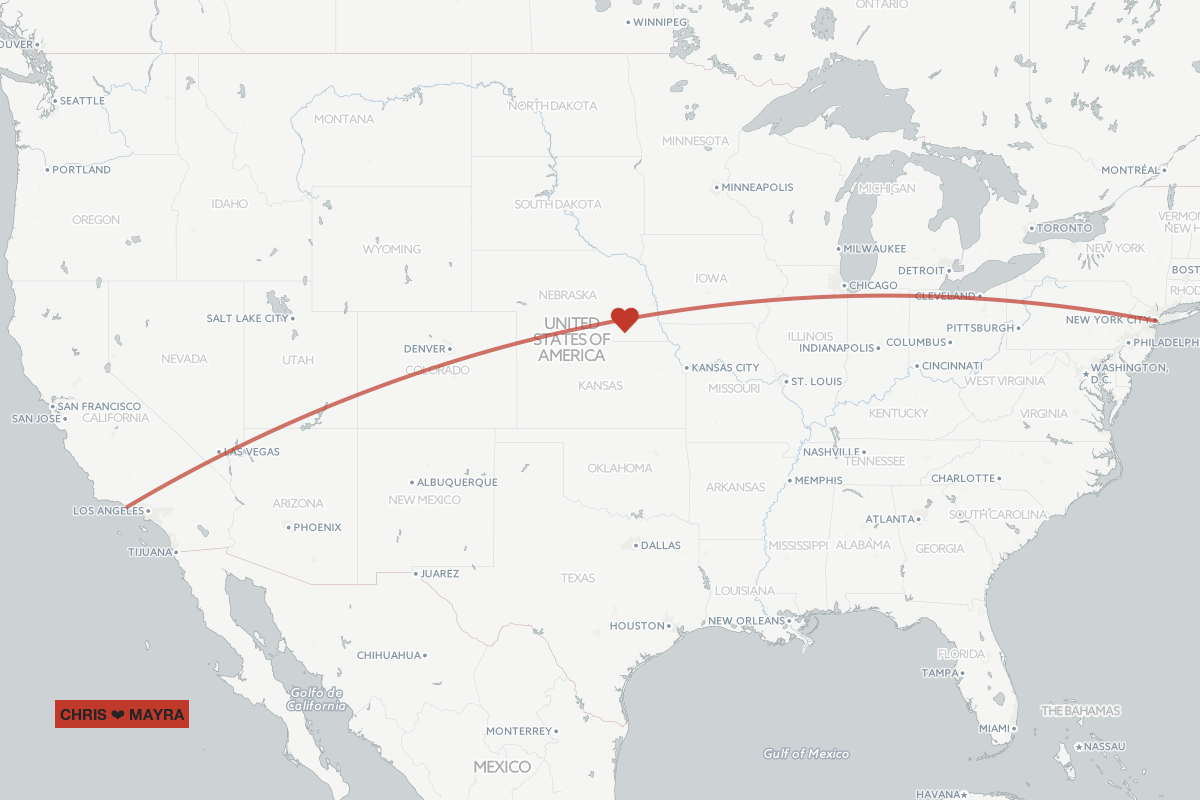 ONTARIO
WINNIPEG
OUVER
SEATTLE
NORTH DAKOTA
MONTANA
MINNESOTA
PORTLAND
MONTRÉAL
MINNEAPOLIS
MICHIGAN
IDAHO
SOUTH DAKOTA
OREGON
VERMON
NEW H
TORONTO
WYOMING
MILWAUKEE
NEW YORK
DETROIT
BOST
IOWA
CHICAGO
RHOD
NEBRASKA
CLEVELAND
SALT LAKE CITY
NEW YORK CITY
UNITED
STATES OF
AMERICA
PITTSBURGH
ILLINOIS
INDIANAPOLIS
COLUMBUS
PHILADELPH
DENVER
NEVADA
UTAH
COLORADO
KANSAS CITY
CINCINNATI
WASHINGTON,
D.C.
KANSAS
MISSOURI
ST. LOUIS
WEST VIRGINIA
SAN FRANCISCO
SAN JOSE
CALIFORNIA
KENTUCKY
VIRGINIA
LAS VEGAS
NASHVILLE
TENNESSEE
OKLAHOMA
ALBUQUERQUE
MEMPHIS
CHARLOTTE
ARKANSAS
NEW MEXICO
ARIZONA
LOS ANGELES
SOUTH CAROLINA
ATLANTA
PHOENIX
DALLAS
MISSISSIPPI
ALABAMA
GEORGIA
TIJUANA
JUAREZ
TEXAS
LOUISIANA
HOUSTON
NEW ORLEANS
CHIHUAHUA
FLORIDA
TAMPA
Golfo de
California
THE BAHAMAS
CHRIS ❤ MAYRA
MONTERREY
MIAMI
NASSAU
Gulf of Mexico
MEXICO
HAVANA